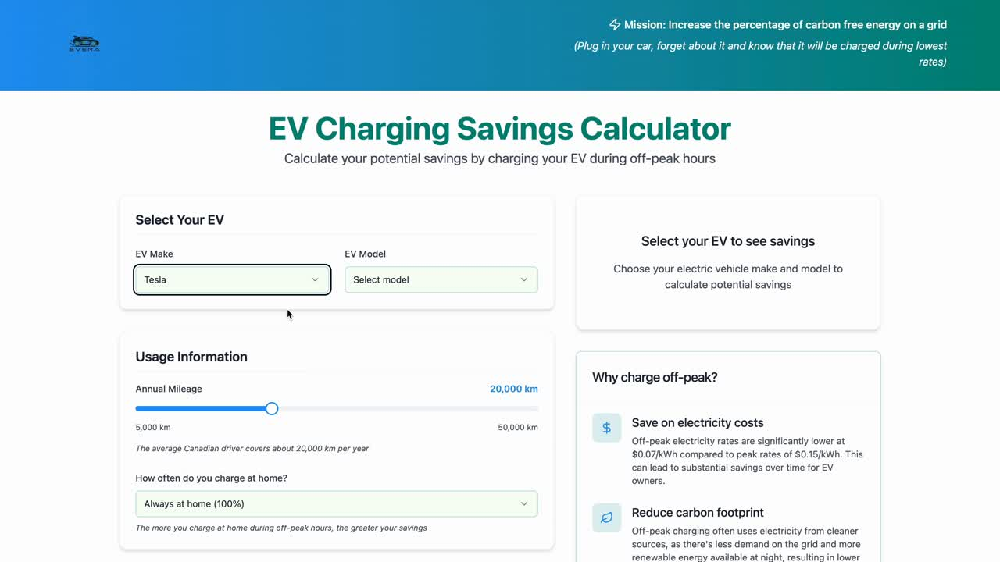 EVERA
Mission: Increase the percentage of carbon free energy on a grid
(Plug in your car, forget about it and know that it will be charged during lowest
rates)
EV Charging Savings Calculator
Calculate your potential savings by charging your EV during off-peak hours
Select Your EV
EV Make
EV Model
Tesla
Select model
Usage Information
Annual Mileage
20,000 km
5,000 km
50,000 km
The average Canadian driver covers about 20,000 km per year
How often do you charge at home?
Always at home (100%)
The more you charge at home during off-peak hours, the greater your savings
Select your EV to see savings
Choose your electric vehicle make and model to
calculate potential savings
Why charge off-peak?
Save on electricity costs
Off-peak electricity rates are significantly lower at
$0.07/kWh compared to peak rates of $0.15/kWh. This
can lead to substantial savings over time for EV
owners.
Reduce carbon footprint
Off-peak charging often uses electricity from cleaner
sources, as there's less demand on the grid and more
renewable energy available at night, resulting in lower